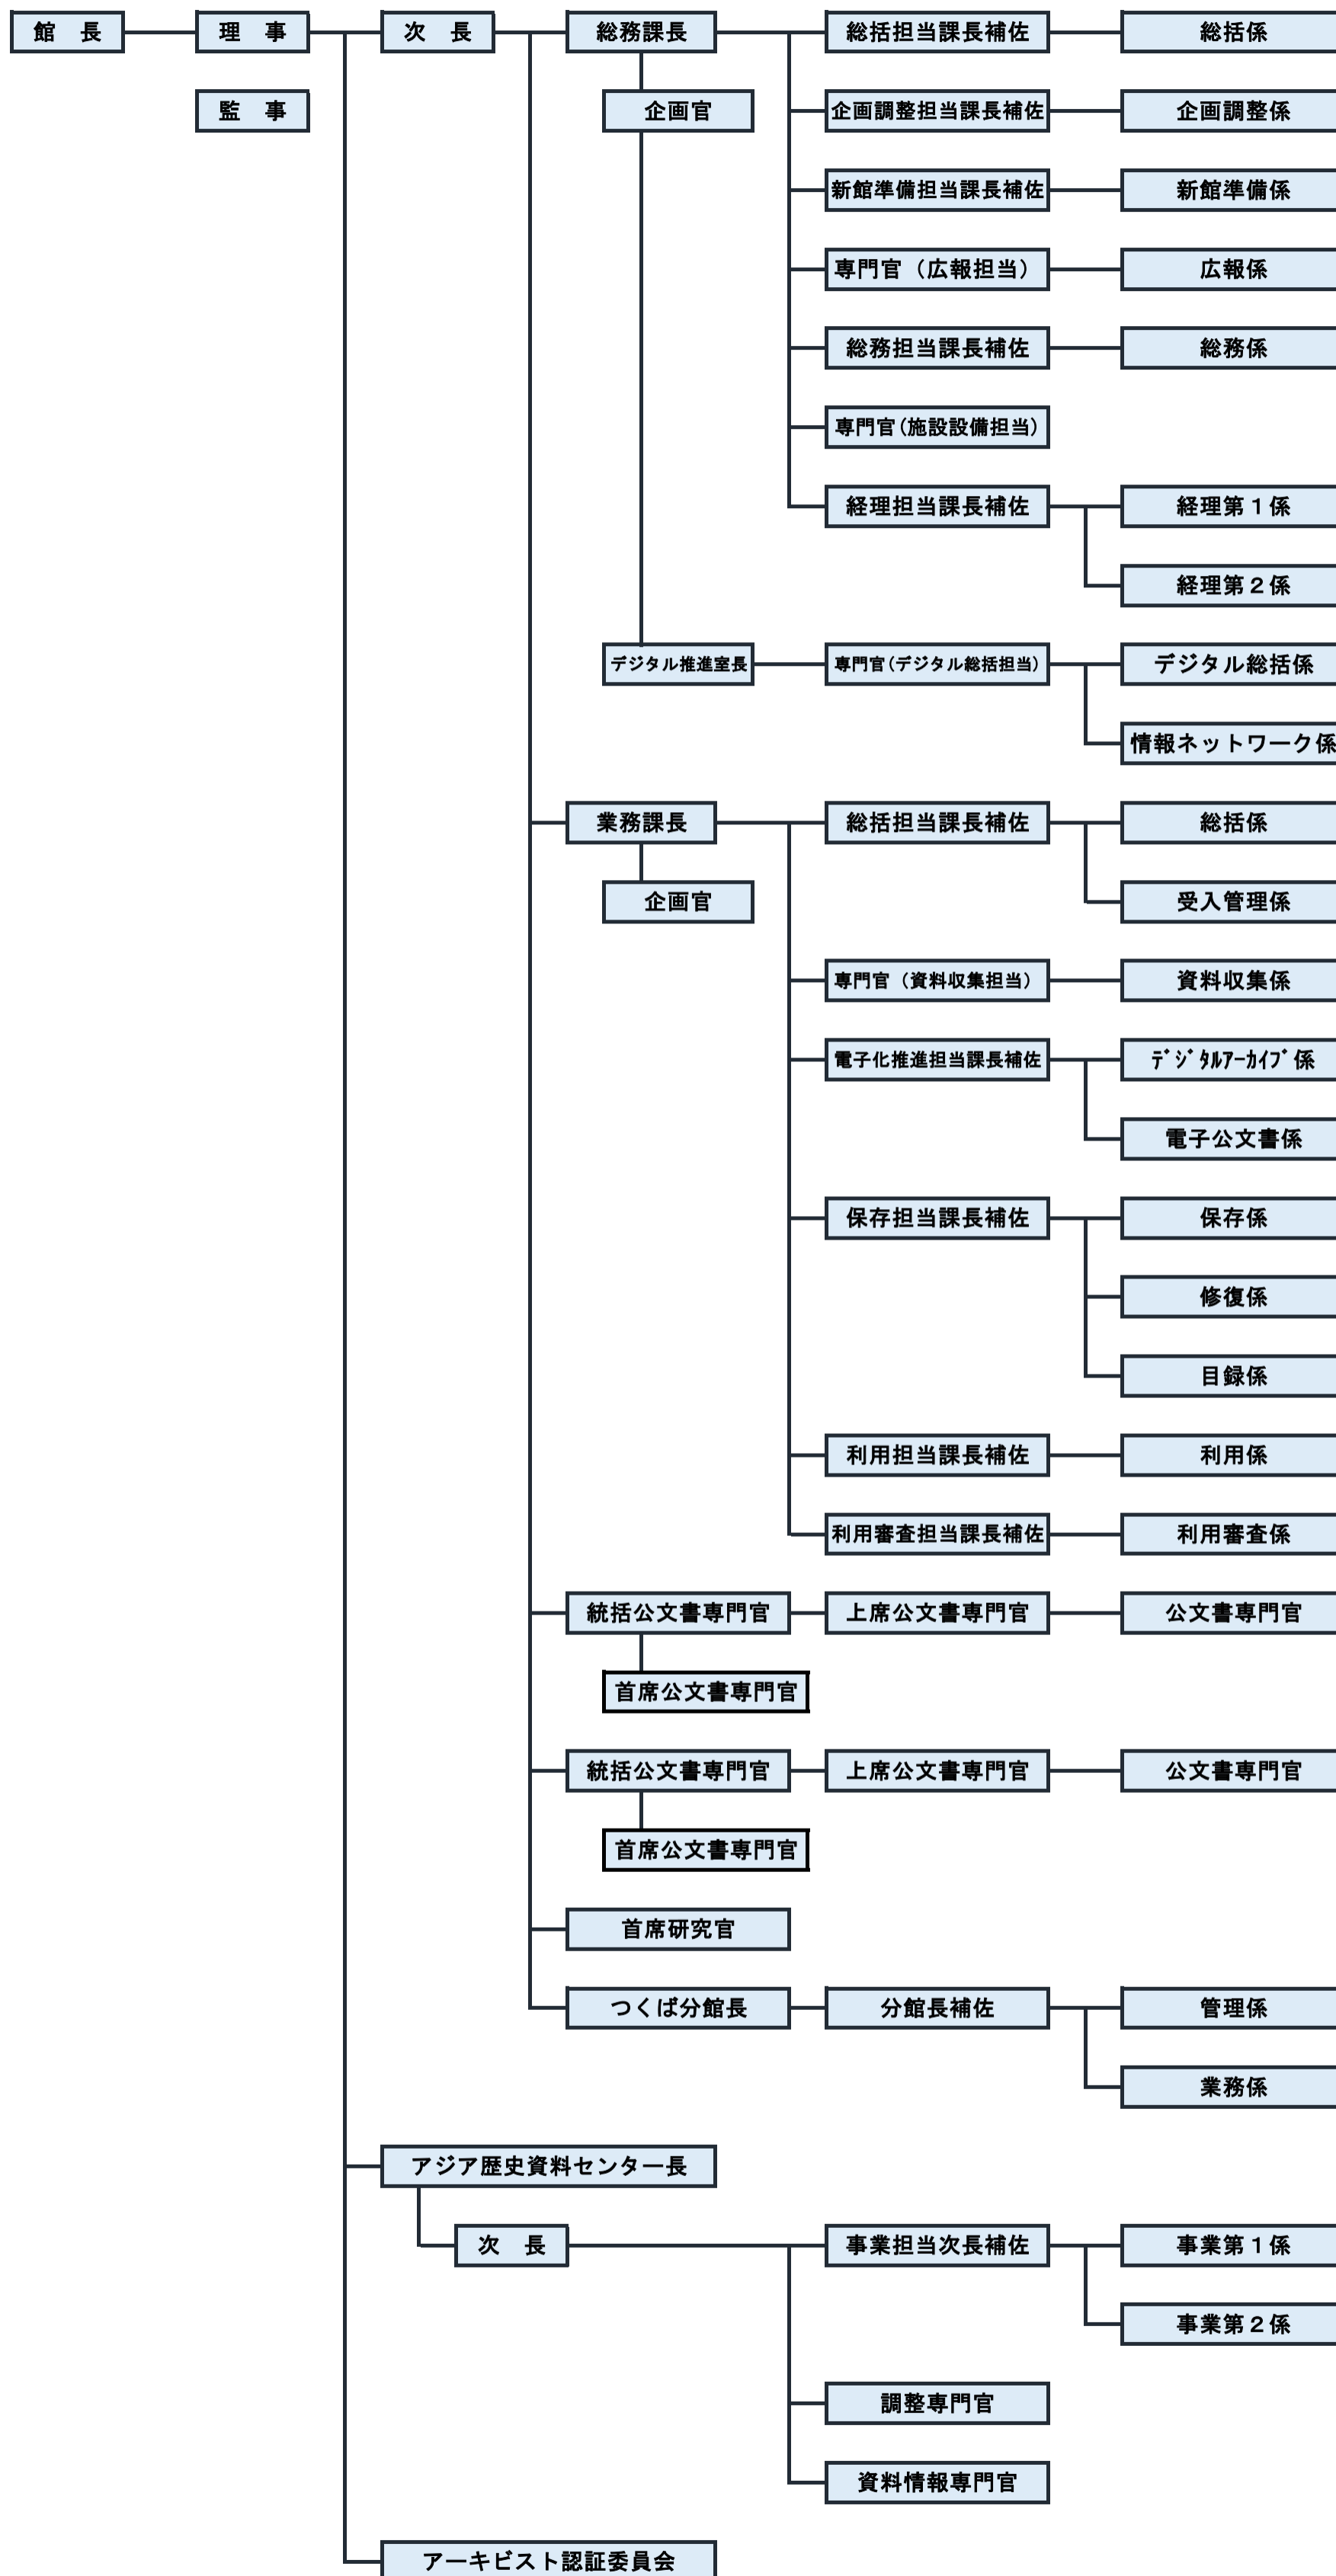 館　長
理　事
次　長
総務課長
総括担当課長補佐
総括係
監　事
企画官
企画調整担当課長補佐
企画調整係
新館準備担当課長補佐
新館準備係
専門官（広報担当）
広報係
総務担当課長補佐
総務係
専門官(施設設備担当)
経理担当課長補佐
経理第１係
経理第２係
デジタル推進室長
専門官(デジタル総括担当)
デジタル総括係
情報ネットワーク係
業務課長
総括担当課長補佐
総括係
企画官
受入管理係
専門官（資料収集担当）
資料収集係
電子化推進担当課長補佐
ﾃﾞｼﾞﾀﾙｱｰｶｲﾌﾞ係
電子公文書係
保存担当課長補佐
保存係
修復係
目録係
利用担当課長補佐
利用係
利用審査担当課長補佐
利用審査係
統括公文書専門官
上席公文書専門官
公文書専門官
首席公文書専門官
統括公文書専門官
上席公文書専門官
公文書専門官
首席公文書専門官
首席研究官
つくば分館長
分館長補佐
管理係
業務係
アジア歴史資料センター長
次　長
事業担当次長補佐
事業第１係
事業第２係
調整専門官
資料情報専門官
アーキビスト認証委員会